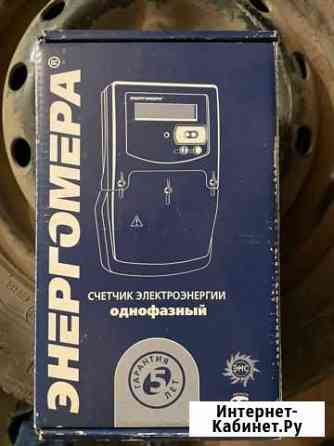 ЭНЕРГОМЕРА®
СЧЕТЧИК ЭЛЕКТРОЭНЕРГИИ
однофазный
ГАРАНТИЯ
5
ЛЕТ
ЭНС
Интернет-
Кабинет.Ру